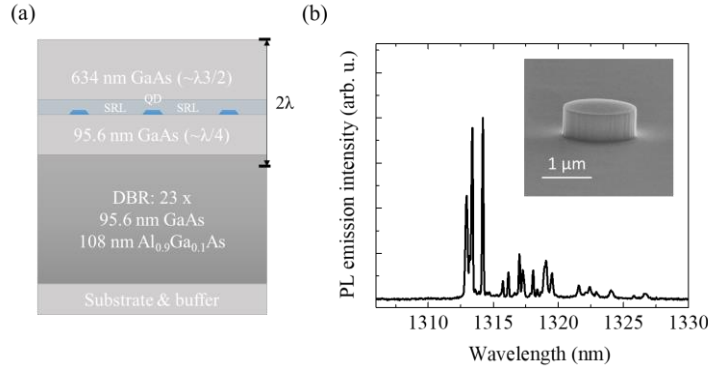 (a)
634 nm GaAs (~λ3/2)
QD
SRL SRL
95.6 nm GaAs (~λ/4)
2λ
DBR: 23 x
95.6 nm GaAs
108 nm Al₀.₉Ga₀.₁As
Substrate & buffer
(b)
PL emission intensity (arb. u.)
1 μm
1310 1315 1320 1325 1330
Wavelength (nm)